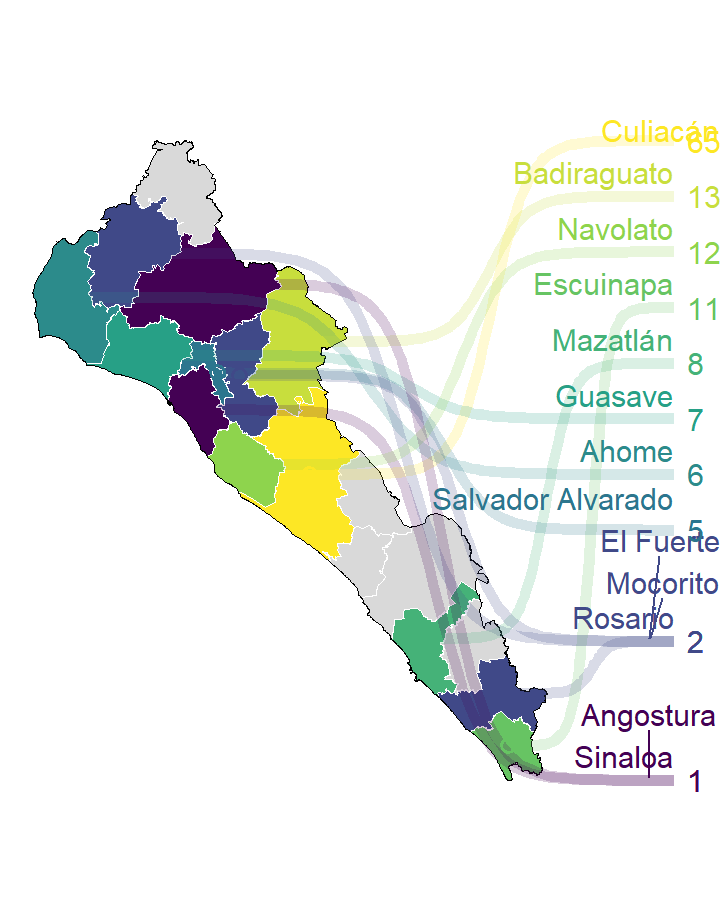 Culiacán
65
Badiraguato
13
Navolato
12
Escuinapa
11
Mazatlán
8
Guasave
7
Ahome
6
Salvador Alvarado
5
El Fuerte
Mocorito
Rosario
2
Angostura
Sinaloa
1